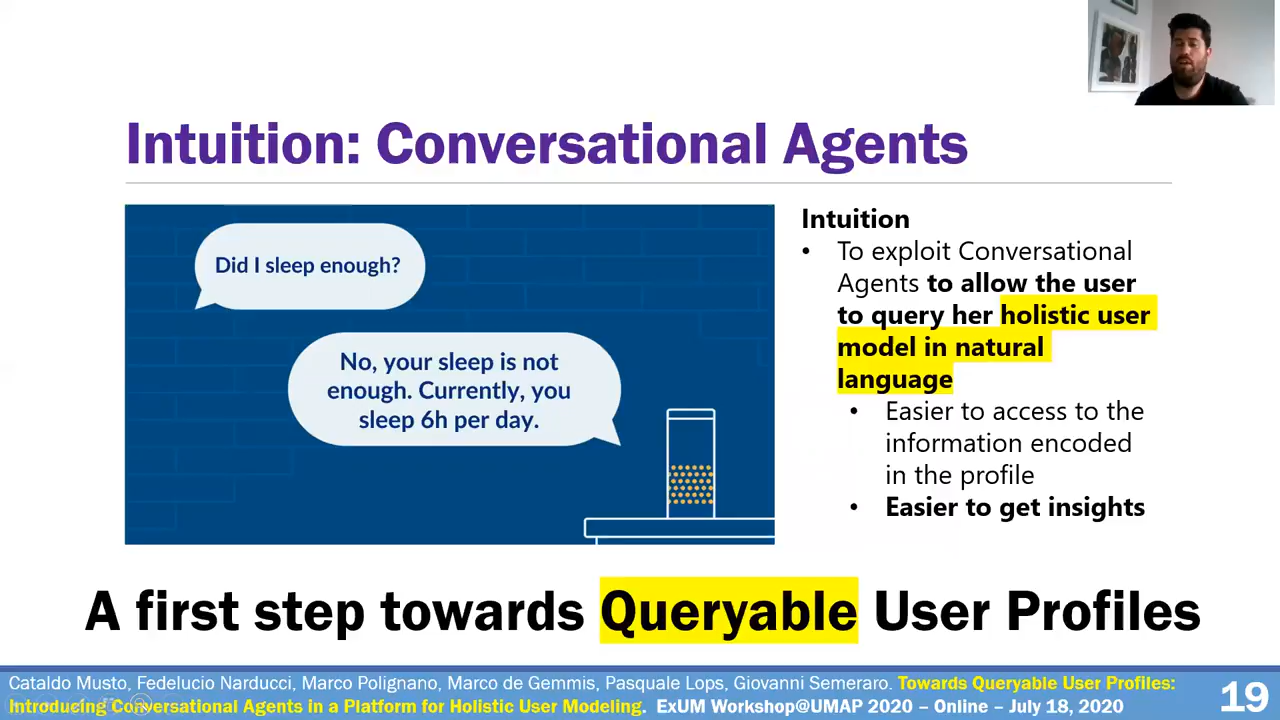 Intuition: Conversational Agents
Did I sleep enough?
No, your sleep is not
enough. Currently, you
sleep 6h per day.
Intuition
• To exploit Conversational
Agents to allow the user
to query her holistic user
model in natural
language
• Easier to access to the
information encoded
in the profile
• Easier to get insights
A first step towards Queryable User Profiles
Cataldo Musto, Fedelucio Narducci, Marco Polignano, Marco de Gemmis, Pasquale Lops, Giovanni Semeraro. Towards Queryable User Profiles:
Introducing Conversational Agents in a Platform for Holistic User Modeling. ExUM Workshop@UMAP 2020 – Online – July 18, 2020
19